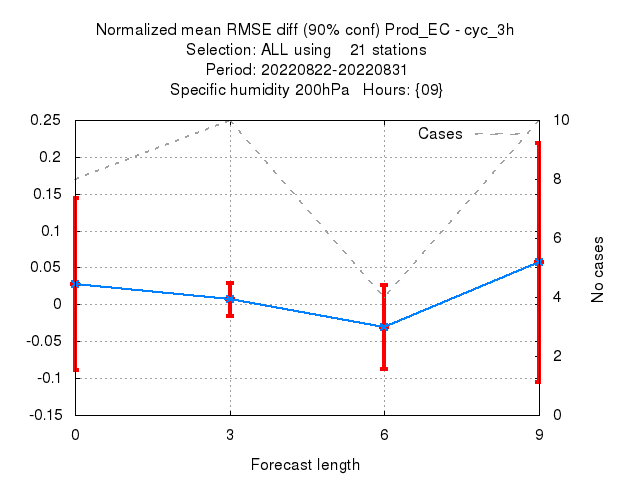 Normalized mean RMSE diff (90% conf) Prod_EC - cyc_3h
Selection: ALL using    21 stations
Period: 20220822-20220831
Specific humidity 200hPa   Hours: {09}
Cases
0.25
0.2
0.15
0.1
0.05
0
-0.05
-0.1
-0.15
10
8
6
4
2
0
No cases
0 3 6 9
Forecast length